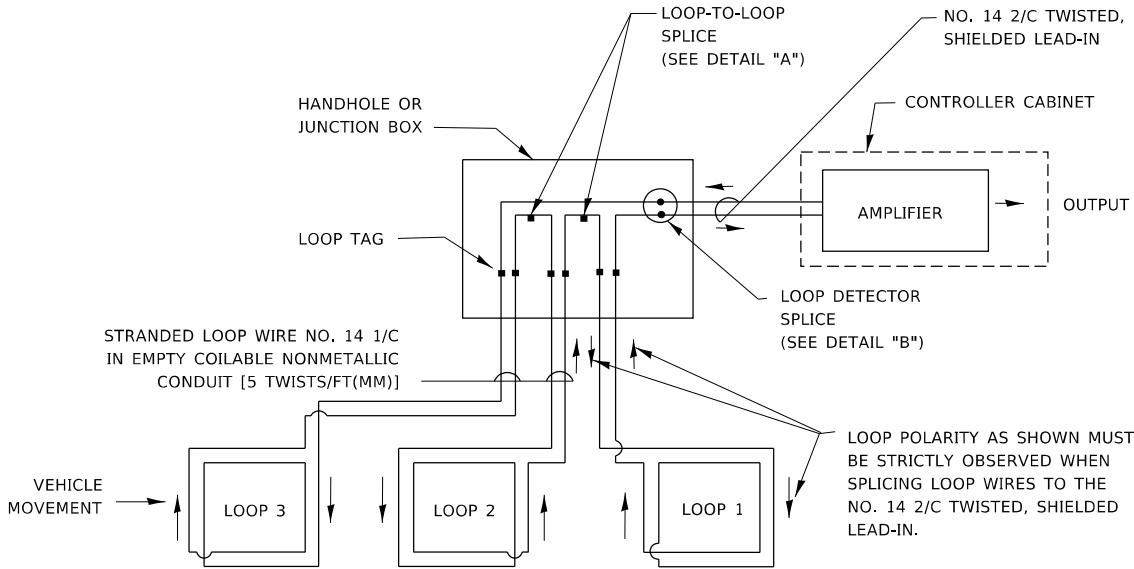 LOOP-TO-LOOP
SPLICE
(SEE DETAIL "A")
NO. 14 2/C TWISTED,
SHIELDED LEAD-IN
HANDHOLE OR
JUNCTION BOX
CONTROLLER CABINET
AMPLIFIER
OUTPUT
LOOP TAG
LOOP DETECTOR
SPLICE
(SEE DETAIL "B")
STRANDED LOOP WIRE NO. 14 1/C
IN EMPTY COILABLE NONMETALLIC
CONDUIT [5 TWISTS/FT(MM)]
LOOP POLARITY AS SHOWN MUST
BE STRICTLY OBSERVED WHEN
SPLICING LOOP WIRES TO THE
NO. 14 2/C TWISTED, SHIELDED
LEAD-IN.
VEHICLE
MOVEMENT
LOOP 3
LOOP 2
LOOP 1